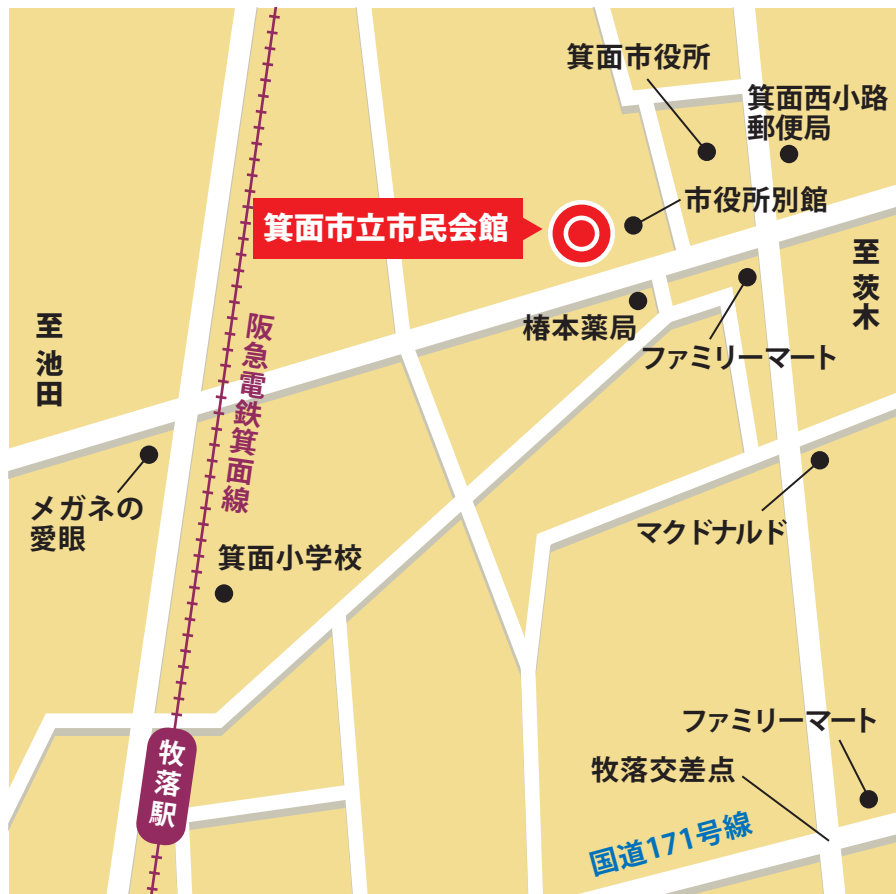 箕面市役所
箕面西小路
郵便局
市役所別館
箕面市立市民会館
至 茨木
椿本薬局
ファミリーマート
至 池田
阪急電鉄箕面線
メガネの
愛眼
マクドナルド
箕面小学校
ファミリーマート
牧落交差点
牧落駅
国道171号線